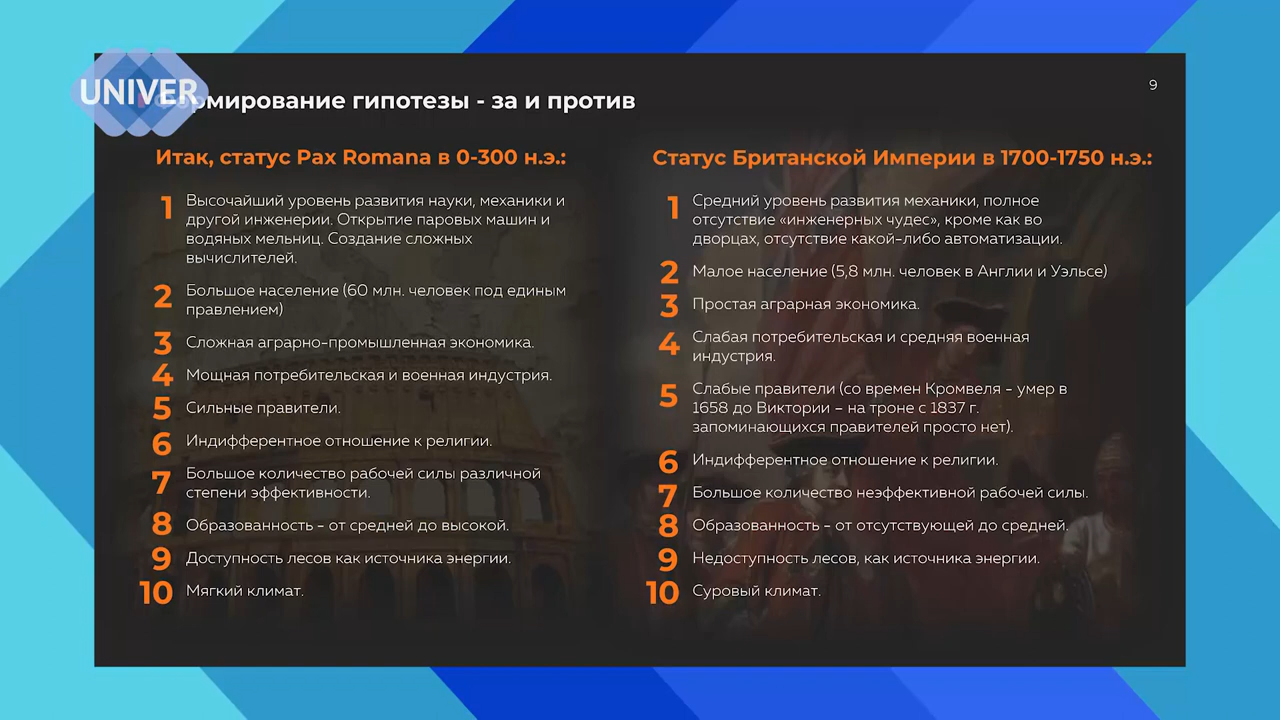 UNIVER
9
рмирование гипотезы - за и против
Итак, статус Pax Romana в 0-300 н.э.:
1 Высочайший уровень развития науки, механики и
другой инженерии. Открытие паровых машин и
водяных мельниц. Создание сложных
вычислителей.
2 Большое население (60 млн. человек под единым
правлением)
3 Сложная аграрно-промышленная экономика.
4 Мощная потребительская и военная индустрия.
5 Сильные правители.
6 Индифферентное отношение к религии.
7 Большое количество рабочей силы различной
степени эффективности.
8 Образованность - от средней до высокой.
9 Доступность лесов как источника энергии.
10 Мягкий климат.
Статус Британской Империи в 1700-1750 н.э.:
1 Средний уровень развития механики, полное
отсутствие «инженерных чудес», кроме как во
дворцах, отсутствие какой-либо автоматизации.
2 Малое население (5,8 млн. человек в Англии и Уэльсе)
3 Простая аграрная экономика.
4 Слабая потребительская и средняя военная
индустрия.
5 Слабые правители (со времен Кромвеля - умер в
1658 до Виктории – на троне с 1837 г.
запоминающихся правителей просто нет).
6 Индифферентное отношение к религии.
7 Большое количество неэффективной рабочей силы.
8 Образованность - от отсутствующей до средней.
9 Недоступность лесов, как источника энергии.
10 Суровый климат.